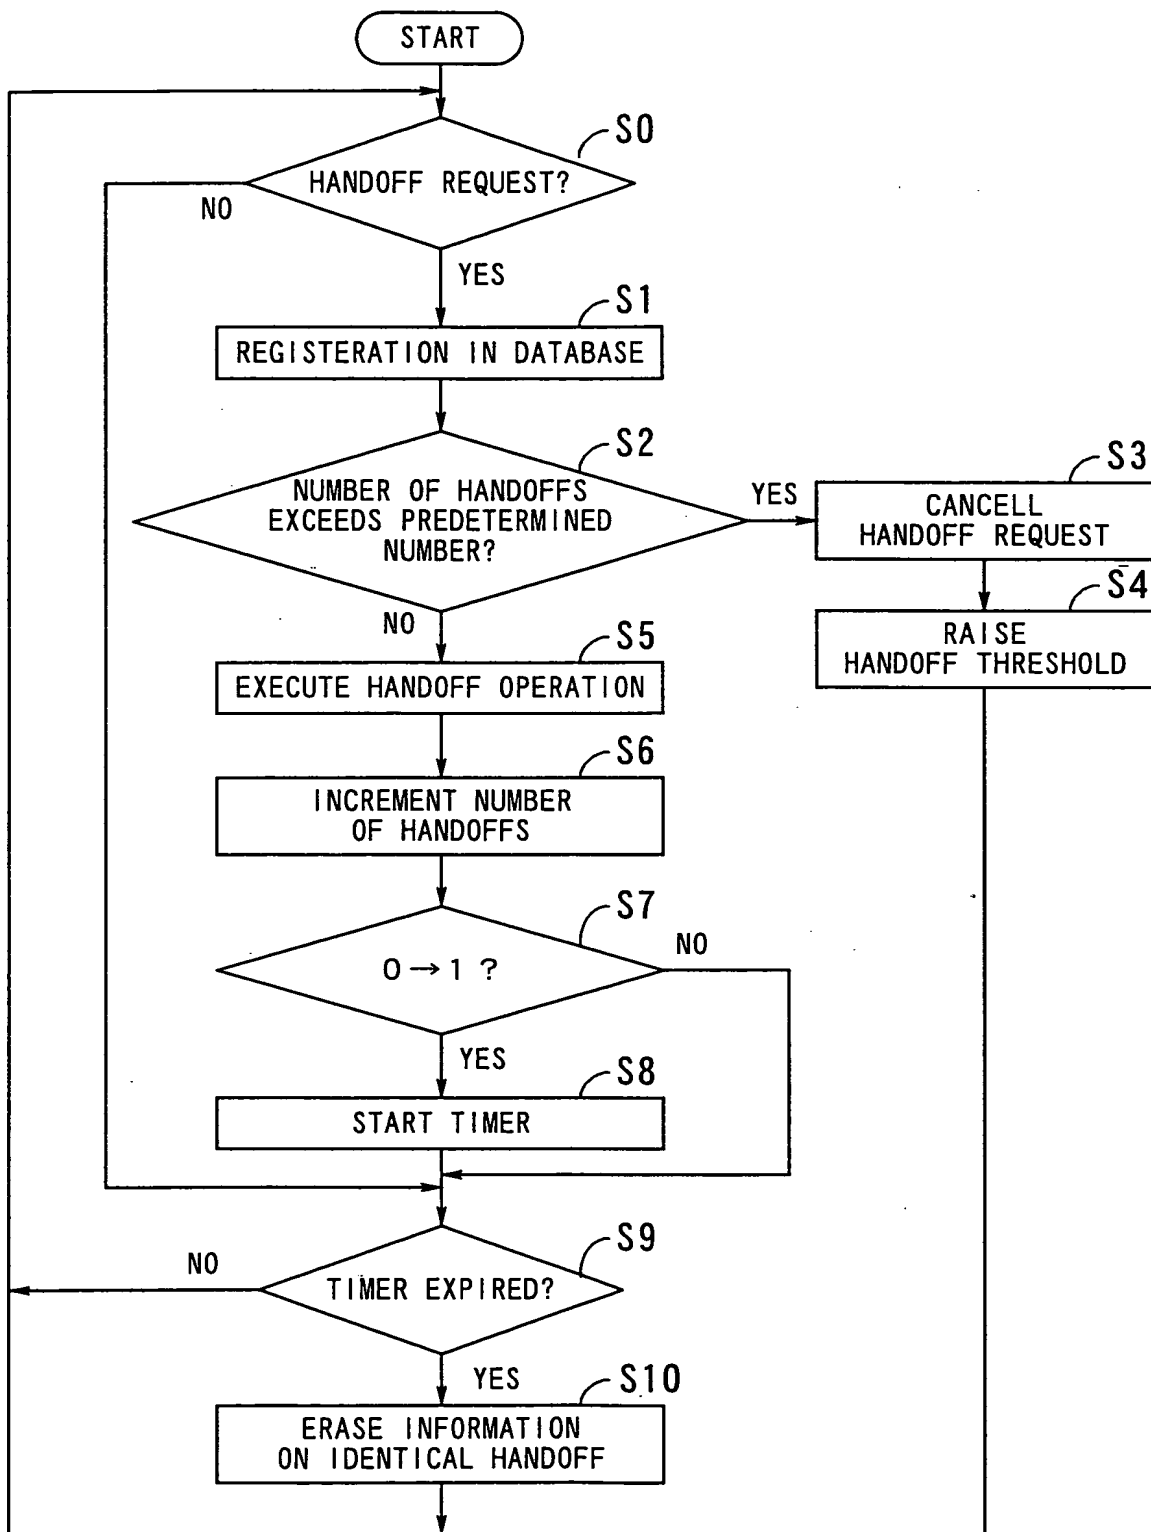 START
S0
HANDOFF REQUEST?
NO
YES
S1
REGISTERATION IN DATABASE
S2
NUMBER OF HANDOFFS
EXCEEDS PREDETERMINED
NUMBER?
YES
S3
CANCELL
HANDOFF REQUEST
S4
RAISE
HANDOFF THRESHOLD
NO
S5
EXECUTE HANDOFF OPERATION
S6
INCREMENT NUMBER
OF HANDOFFS
S7
0→1 ?
NO
YES
S8
START TIMER
S9
TIMER EXPIRED?
NO
YES
S10
ERASE INFORMATION
ON IDENTICAL HANDOFF